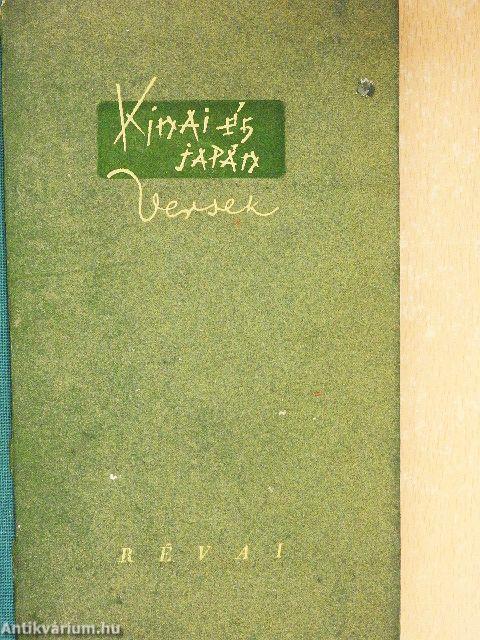 Kínai és
japán
Versek
RÉVAI
Antikvárium.hu